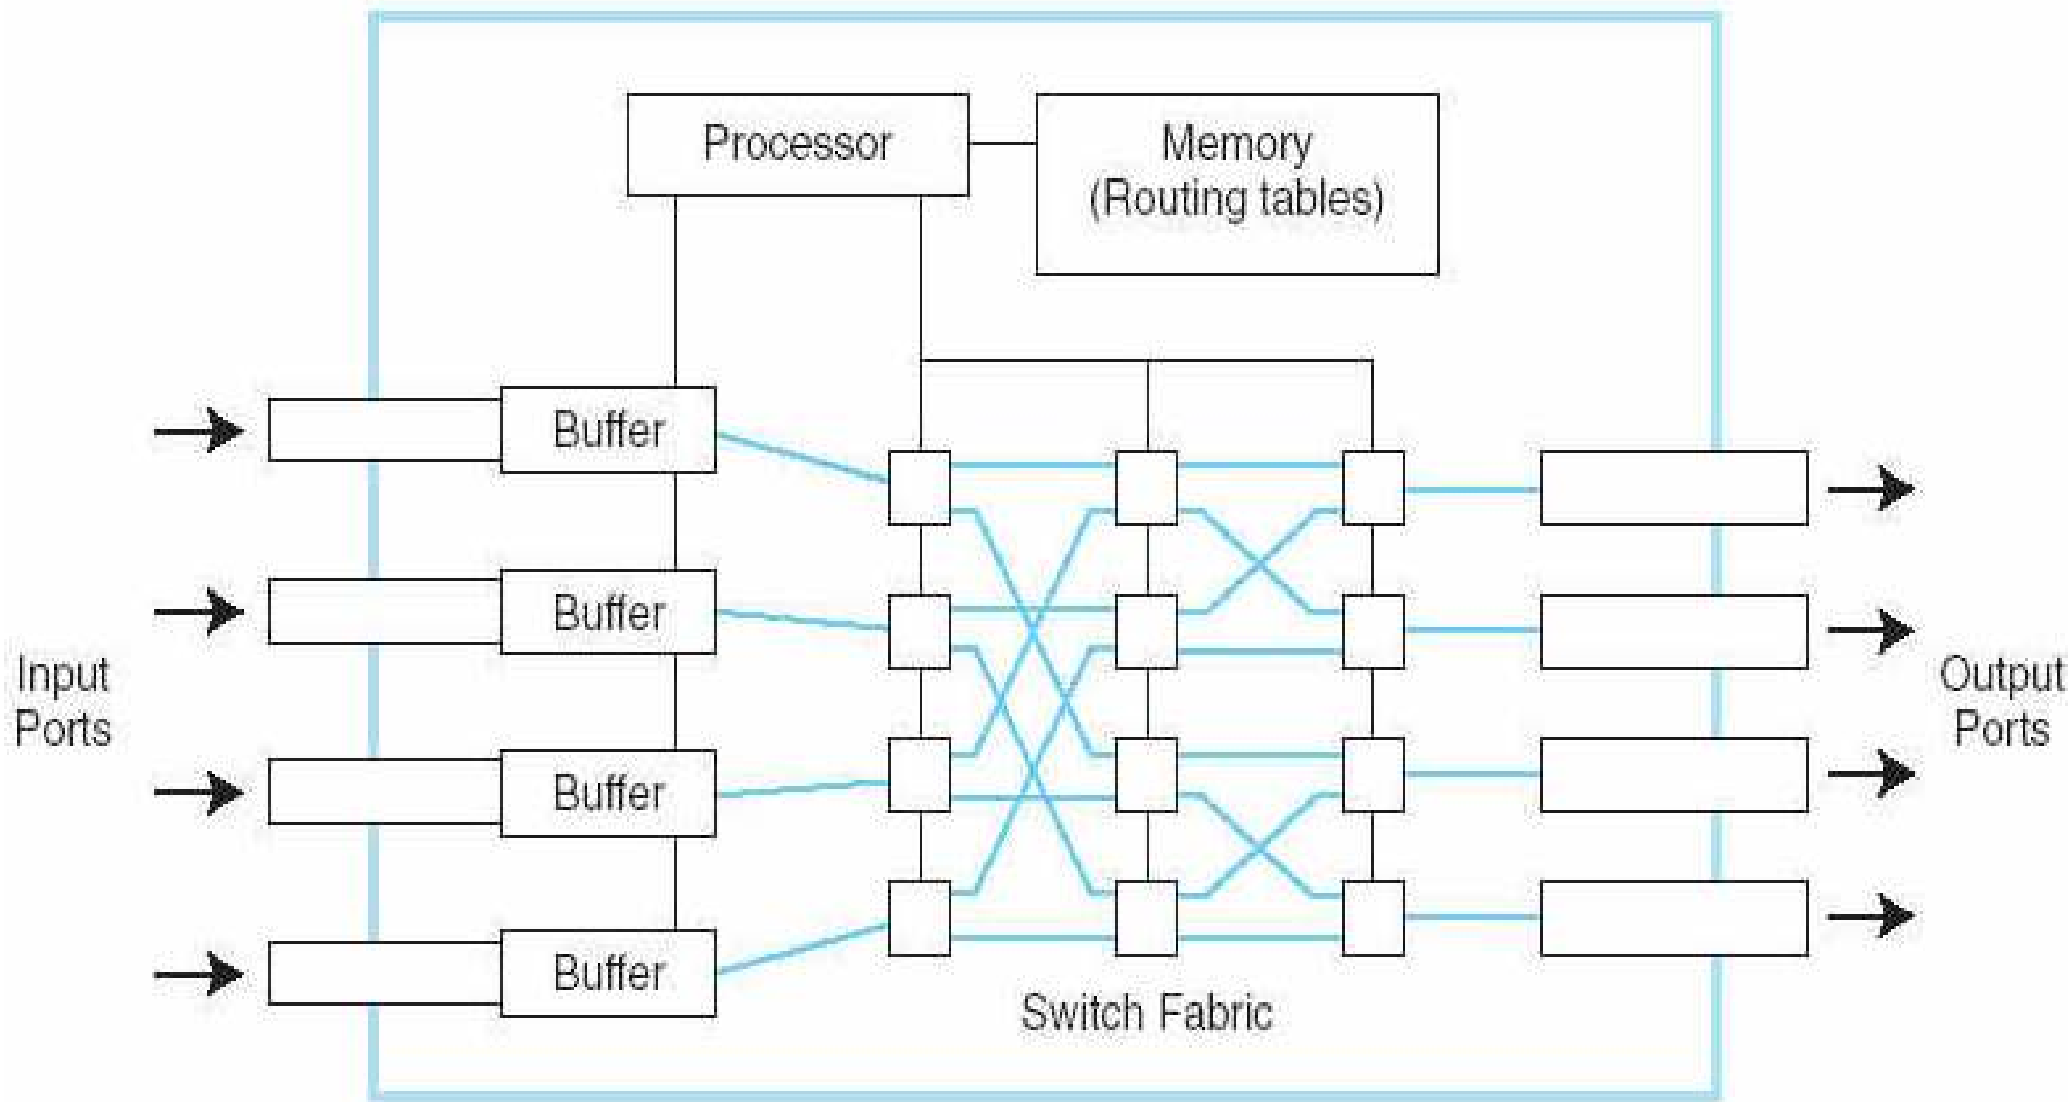 Processor
Memory
(Routing tables)
Buffer
Buffer
Buffer
Buffer
Input
Ports
Output
Ports
Switch Fabric